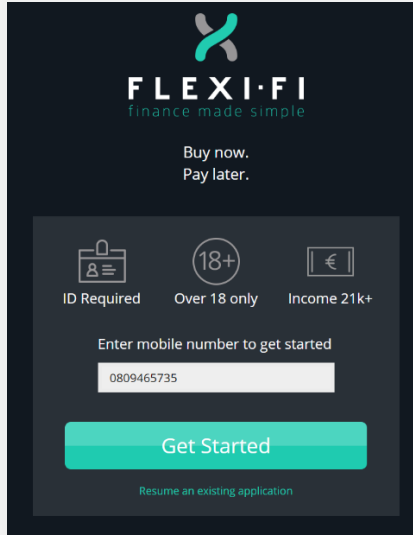 FLEXI·FI
finance made simple
Buy now.
Pay later.
18+
€
ID Required Over 18 only Income 21k+
Enter mobile number to get started
0809465735
Get Started
Resume an existing application